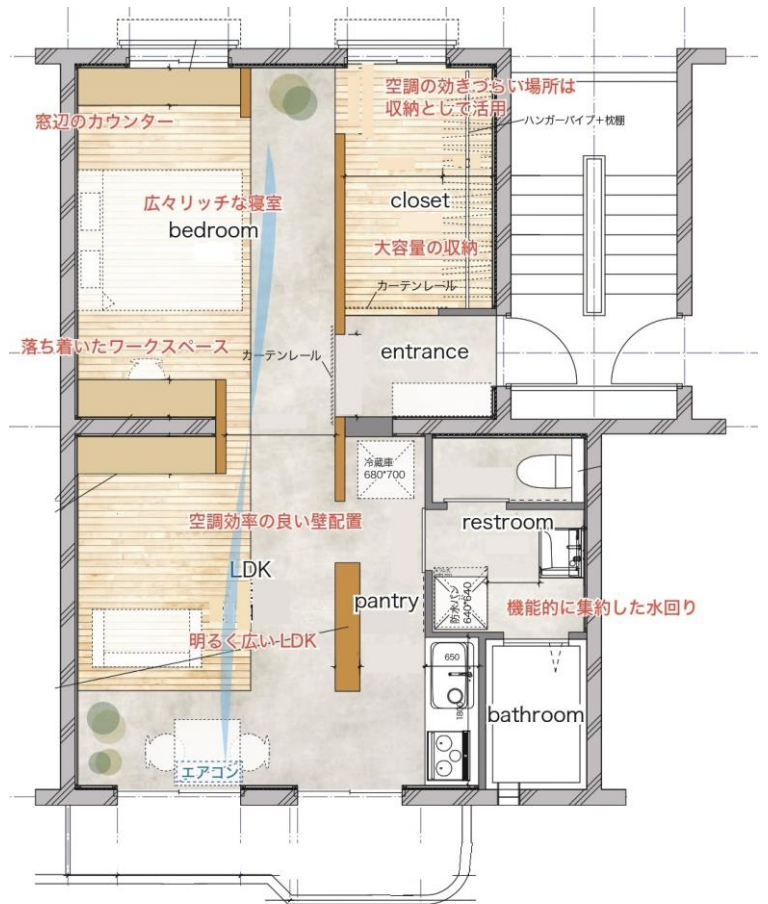 空調の効きづらい場所は
収納として活用
窓辺のカウンター
ハンガーパイプ+枕棚
広々リッチな寝室
bedroom
closet
大容量の収納
カーテンレール
落ち着いたワークスペース
カーテンレール
entrance
冷蔵庫
680*700
空調効率の良い壁配置
restroom
LDK
pantry
防水パン
640*640
機能的に集約した水回り
明るく広いLDK
650
1800
bathroom
エアコン